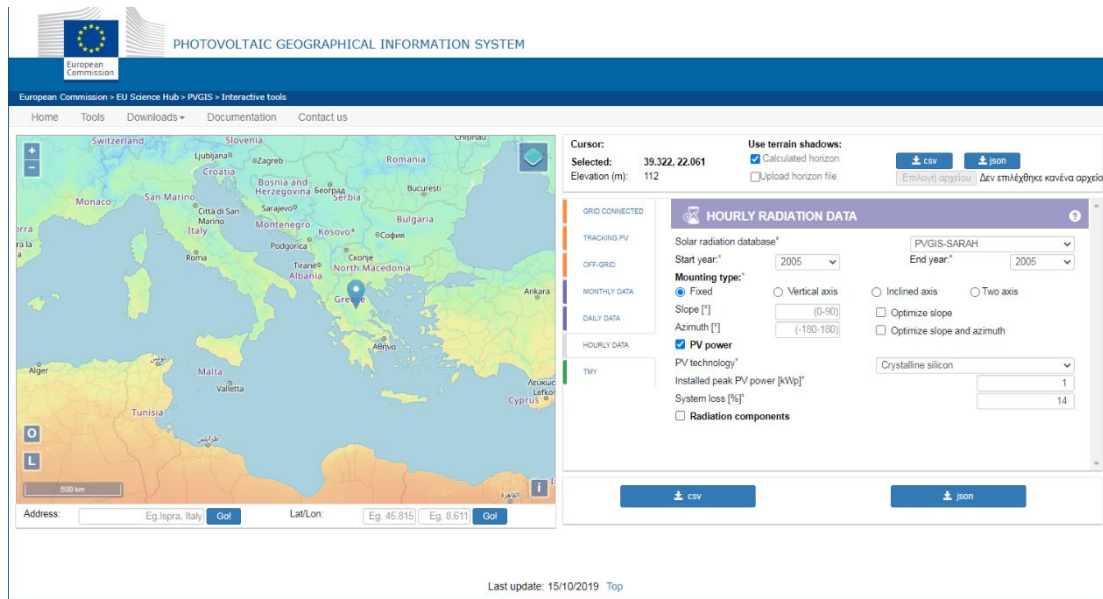 European
Commission
PHOTOVOLTAIC GEOGRAPHICAL INFORMATION SYSTEM
European Commission > EU Science Hub > PVGIS > Interactive tools
Home Tools Downloads Documentation Contact us
+
−
Switzerland
Slovenia
Chișinău
Ljubljana
Zagreb
Romania
Croatia
Bosnia and
Herzegovina
Београд
Serbia
București
Monaco
San Marino
Città di San
Marino
Sarajevo
Italy
Montenegro
Kosovo*
София
Bulgaria
Podgorica
Roma
Скопје
Tiranë
North Macedonia
Albania
Ankara
Greece
Αθήνα
Alger
تونس
Malta
Valletta
Cyprus
Tunisia
طرابلس
O
L
500 km
القاهرة
i
Address: Eg.Ispra, Italy Go! Lat/Lon: Eg. 45.815 Eg. 8.611 Go!
Cursor:
Selected: 39.322, 22.061
Elevation (m): 112
Use terrain shadows:
Calculated horizon
Upload horizon file
csv json
Επιλογή αρχείου Δεν επιλέχθηκε κανένα αρχείο
GRID CONNECTED
TRACKING PV
OFF-GRID
MONTHLY DATA
DAILY DATA
HOURLY DATA
TMY
HOURLY RADIATION DATA ?
Solar radiation database* PVGIS-SARAH
Start year:* 2005 End year:* 2005
Mounting type:*
Fixed Vertical axis Inclined axis Two axis
Slope [°] (0-90) Optimize slope
Azimuth [°] (-180-180) Optimize slope and azimuth
PV power
PV technology* Crystalline silicon
Installed peak PV power [kWp]* 1
System loss [%]* 14
Radiation components
csv json
Last update: 15/10/2019 Top